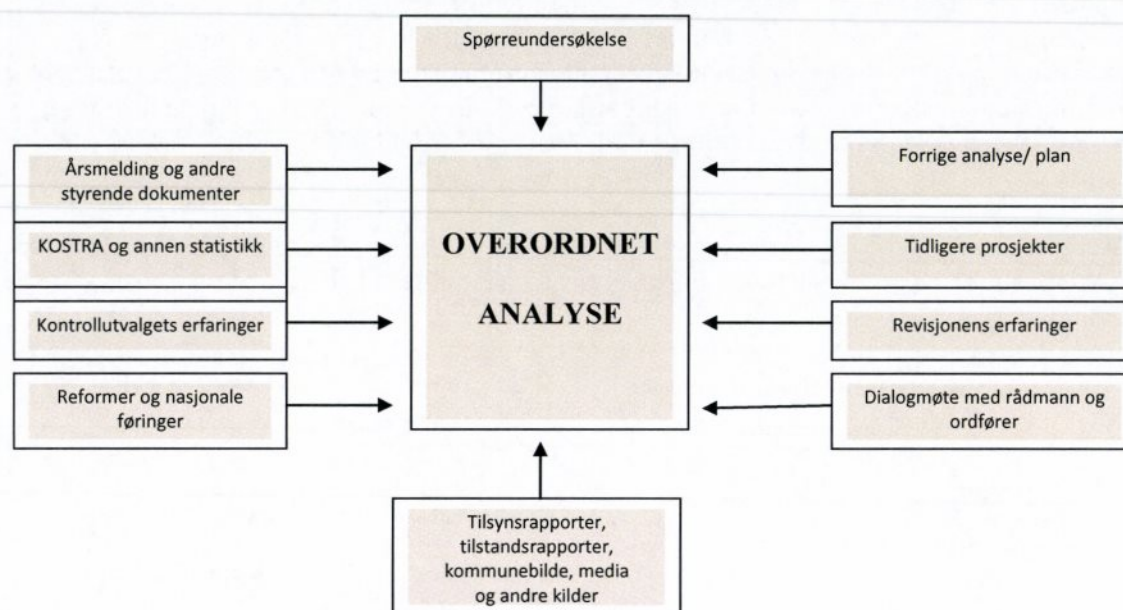 Spørreundersøkelse
Årsmelding og andre
styrende dokumenter
KOSTRA og annen statistikk
Kontrollutvalgets erfaringer
Reformer og nasjonale
føringer
OVERORDNET
ANALYSE
Forrige analyse/ plan
Tidligere prosjekter
Revisjonens erfaringer
Dialogmøte med rådmann og
ordfører
Tilsynsrapporter,
tilstandsrapporter,
kommunebilde, media
og andre kilder